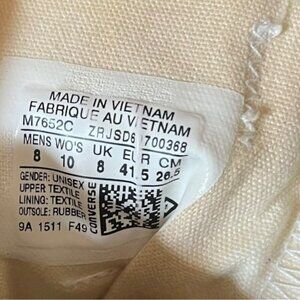 MADE IN VIETNAM
FABRIQUE AU VIETNAM
M7652C ZRJSD6 700368
MENS WO'S UK EUR CM
8 10 8 41.5 26.5
GENDER: UNISEX
UPPER TEXTILE
LINING: TEXTILE
OUTSOLE: RUBBER
CONVERSE
9A 1511 F49